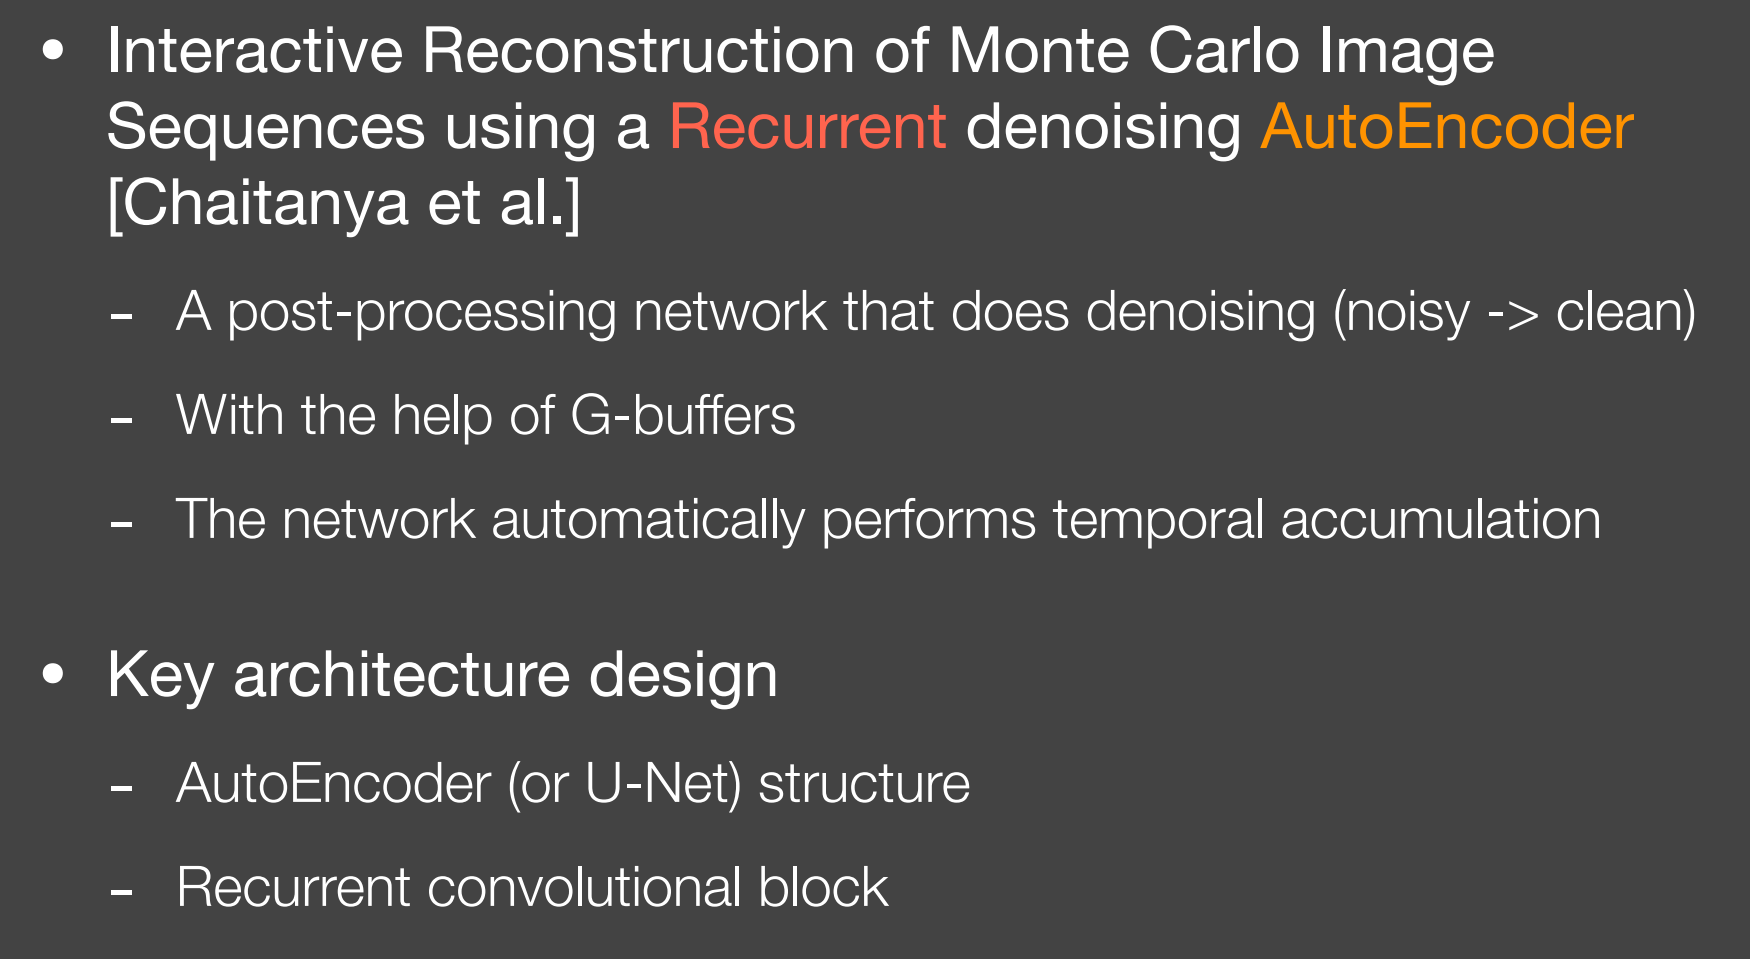 • Interactive Reconstruction of Monte Carlo Image
Sequences using a Recurrent denoising AutoEncoder
[Chaitanya et al.]
- A post-processing network that does denoising (noisy -> clean)
- With the help of G-buffers
- The network automatically performs temporal accumulation
• Key architecture design
- AutoEncoder (or U-Net) structure
- Recurrent convolutional block